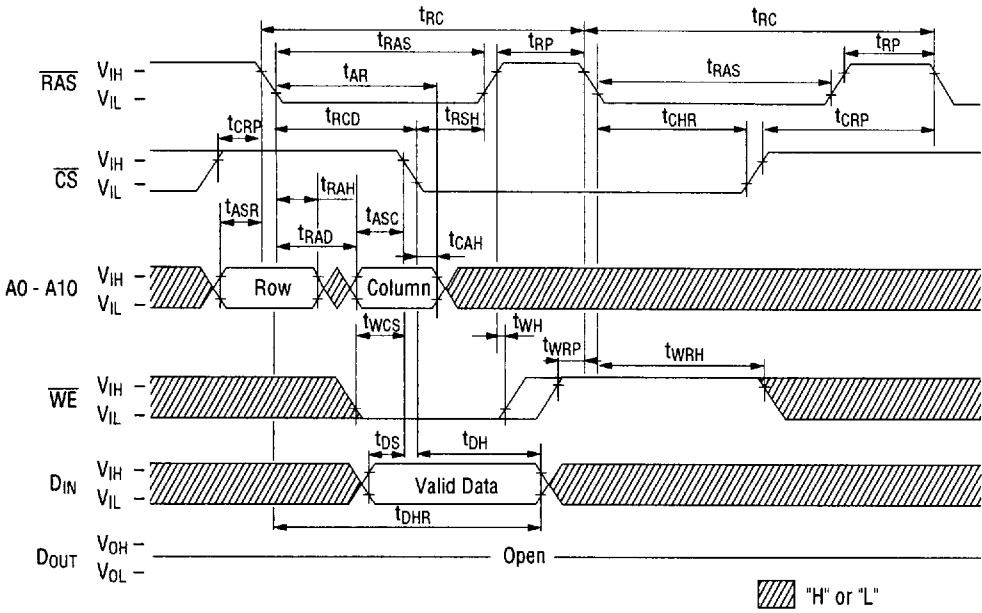 tRC tRC
tRAS tRP tRP
RAS VIH – VIL – tAR tRAS
tCRP tRCD tRSH tCHR tCRP
CS VIH – VIL –
tRAH
tASR tASC
tRAD tCAH
A0 - A10 VIH – VIL – Row Column
tWCS tWH
tWRP tWRH
WE VIH – VIL –
tDS tDH
DIN VIH – VIL – Valid Data
tDHR
DOUT VOH – VOL – Open
"H" or "L"